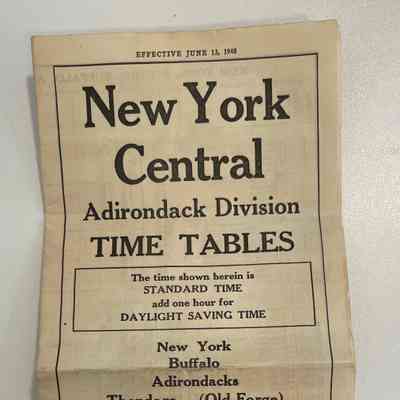 EFFECTIVE JUNE 13, 1948
New York
Central
Adirondack Division
TIME TABLES
The time shown herein is
STANDARD TIME
add one hour for
DAYLIGHT SAVING TIME
New York
Buffalo
Adirondacks
Thendara (Old Forge)